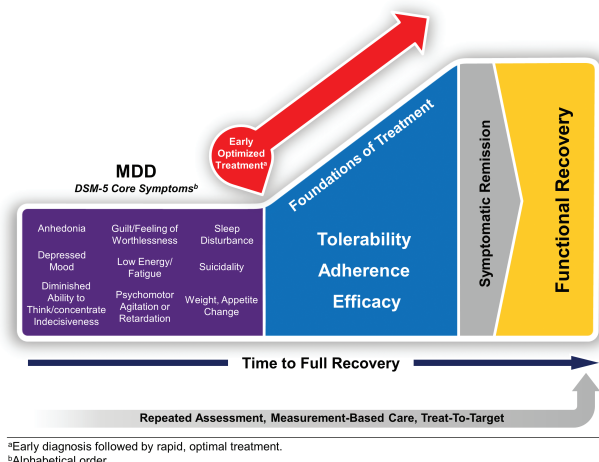 Early
Optimized
Treatmentᵃ
MDD
DSM-5 Core Symptomsᵇ
Anhedonia
Depressed
Mood
Diminished
Ability to
Think/concentrate
Indecisiveness
Guilt/Feeling of
Worthlessness
Low Energy/
Fatigue
Psychomotor
Agitation or
Retardation
Sleep
Disturbance
Suicidality
Weight, Appetite
Change
Foundations of Treatment
Tolerability
Adherence
Efficacy
Symptomatic Remission
Functional Recovery
Time to Full Recovery
Repeated Assessment, Measurement-Based Care, Treat-To-Target
ᵃEarly diagnosis followed by rapid, optimal treatment.
ᵇAlphabetical order